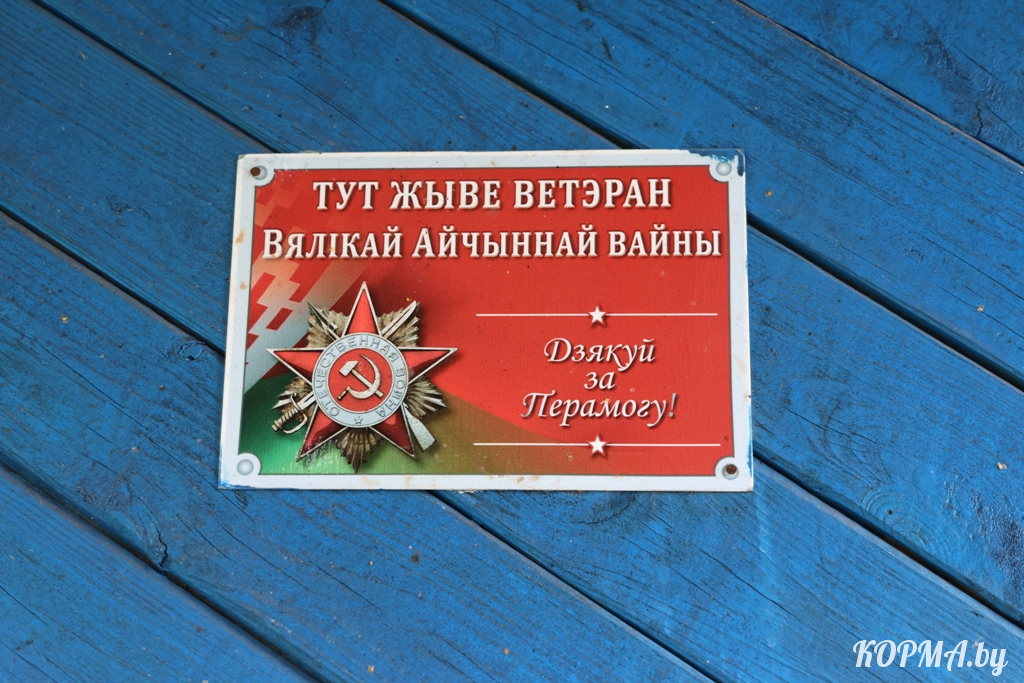 ТУТ ЖЫВЕ ВЕТЭРАН
ВЯЛІКАЙ АЙЧЫННАЙ ВАЙНЫ
Дзякуй
за
Перамогу!
ОТЕЧЕСТВЕННАЯ ВОЙНА
КОРМА.by